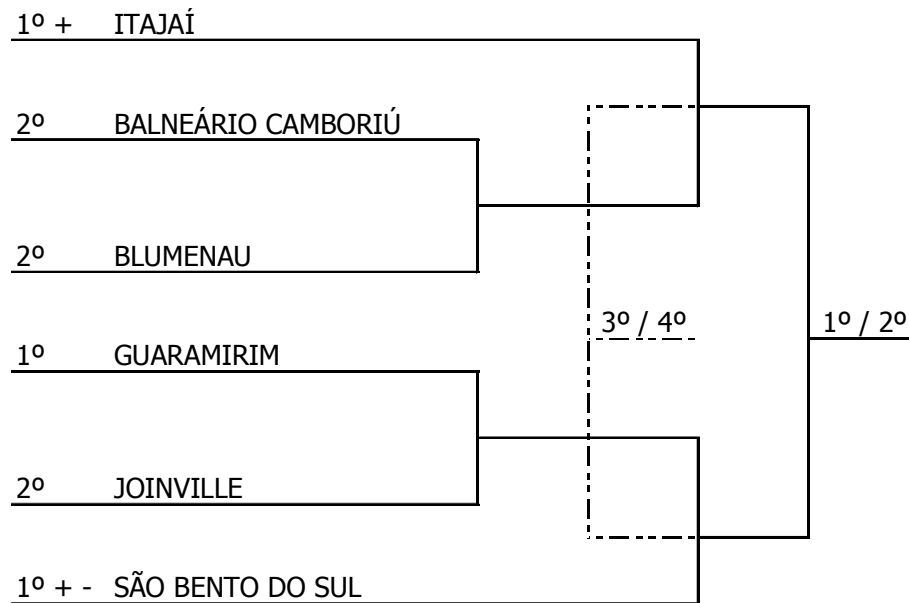 1º + ITAJAÍ
2º BALNEÁRIO CAMBORIÚ
2º BLUMENAU
3º / 4º 1º / 2º
1º GUARAMIRIM
2º JOINVILLE
1º + - SÃO BENTO DO SUL